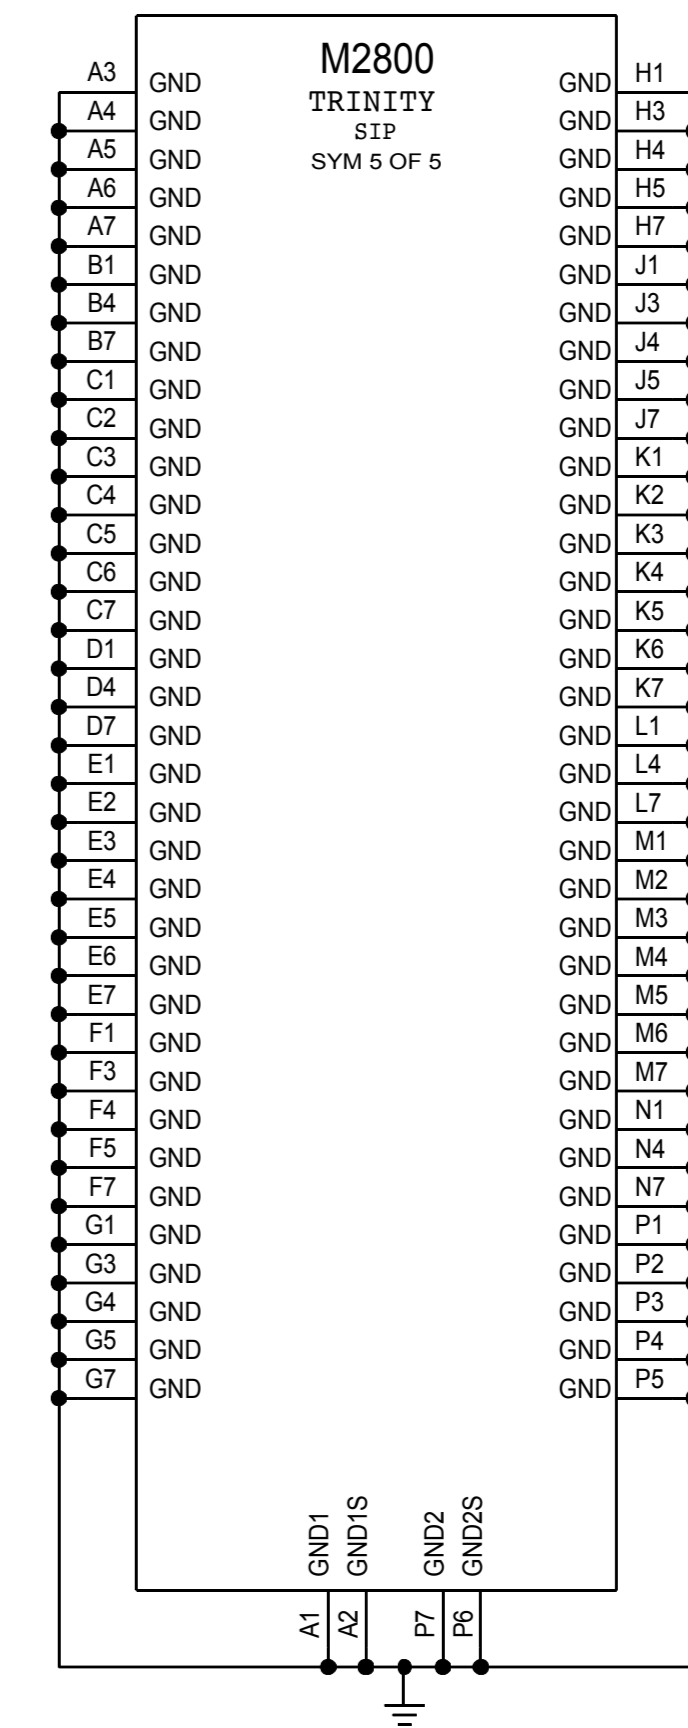 M2800
TRINITY
SIP
SYM 5 OF 5
A3 GND GND H1
A4 GND GND H3
A5 GND GND H4
A6 GND GND H5
A7 GND GND H7
B1 GND GND J1
B4 GND GND J3
B7 GND GND J4
C1 GND GND J5
C2 GND GND J7
C3 GND GND K1
C4 GND GND K2
C5 GND GND K3
C6 GND GND K4
C7 GND GND K5
D1 GND GND K6
D4 GND GND K7
D7 GND GND L1
E1 GND GND L4
E2 GND GND L7
E3 GND GND M1
E4 GND GND M2
E5 GND GND M3
E6 GND GND M4
E7 GND GND M5
F1 GND GND M6
F3 GND GND M7
F4 GND GND N1
F5 GND GND N4
F7 GND GND N7
G1 GND GND P1
G3 GND GND P2
G4 GND GND P3
G5 GND GND P4
G7 GND GND P5
GND1 GND1S GND2 GND2S
A1 A2 P7 P6